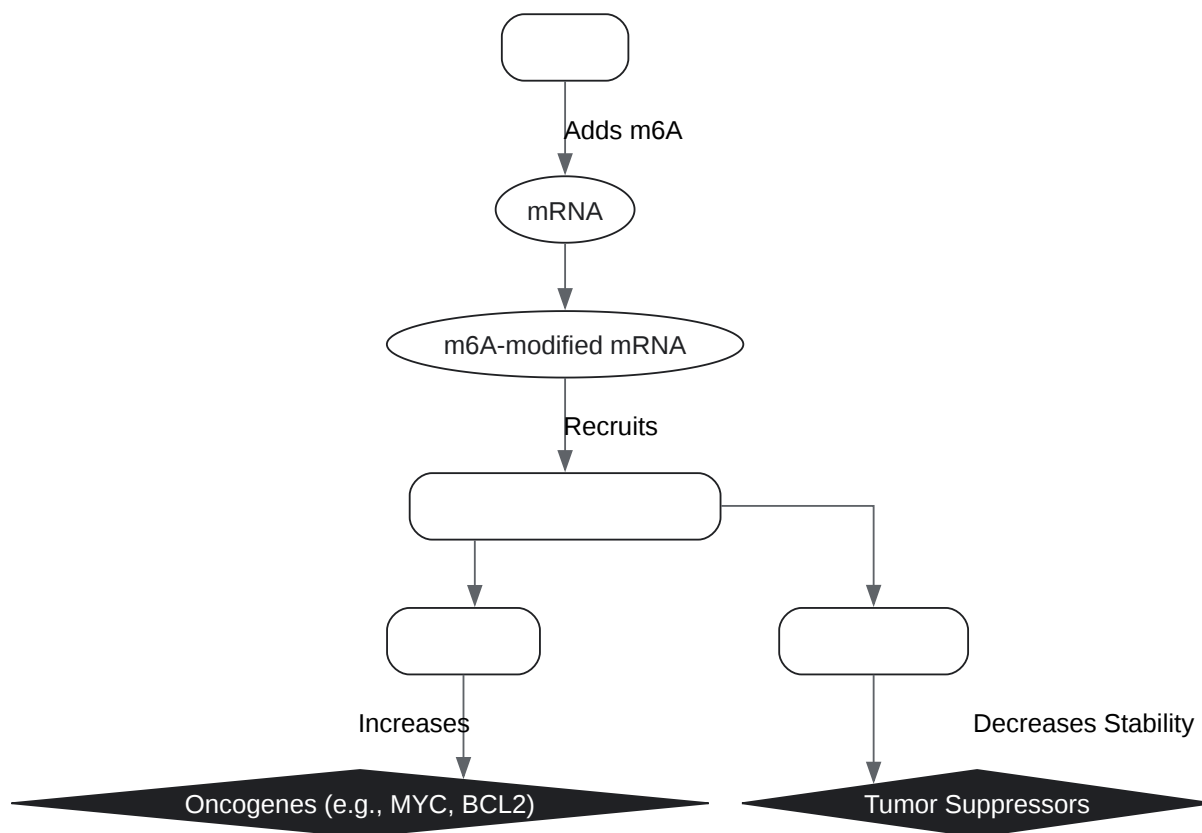 Adds m6A
mRNA
m6A-modified mRNA
Recruits
Increases
Decreases Stability
Oncogenes (e.g., MYC, BCL2)
Tumor Suppressors